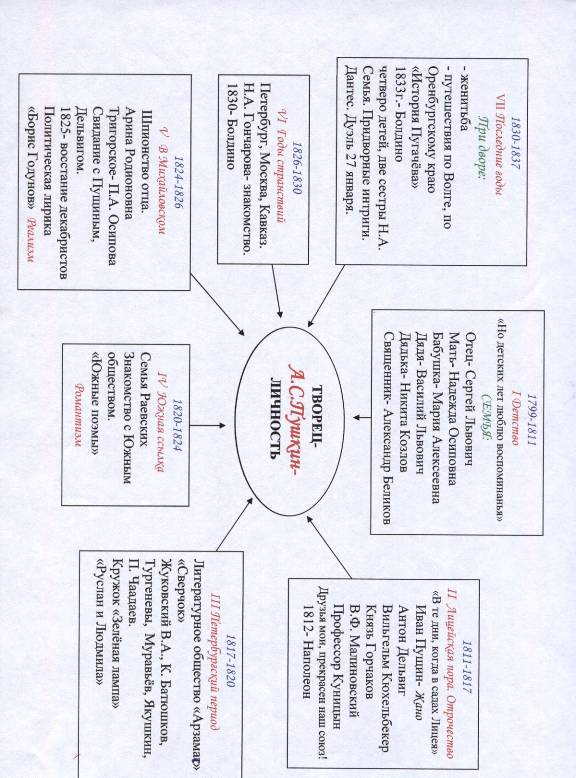 1799-1811
I Детство
«Но детских лет люблю воспоминанья»
СЕМЬЯ:
Отец- Сергей Львович
Мать- Надежда Осиповна
Бабушка- Мария Алексеевна
Дядя- Василий Львович
Дядька- Никита Козлов
Священник- Александр Беликов
1811-1817
II Лицейская пора. Отрочество
«В те дни, когда в садах Лицея»
Иван Пущин- Жано
Антон Дельвиг
Вильгельм Кюхельбекер
Князь Горчаков
В.Ф. Малиновский
Профессор Куницын
Друзья мои, прекрасен наш союз!
1812- Наполеон
1817-1820
III Петербургский период
Литературное общество «Арзамас»
«Сверчок»
Жуковский В.А., К. Батюшков,
Тургеневы, Муравьёв, Якушкин,
П. Чаадаев.
Кружок «Зелёная лампа»
«Руслан и Людмила»
1820-1824
IV Южная ссылка
Семья Раевских
Знакомство с Южным
обществом.
«Южные поэмы»
Романтизм
1824-1826
V В Михайловском
Шпионство отца.
Арина Родионовна
Тригорское- П.А. Осипова
Свидание с Пущиным,
Дельвигом.
1825- восстание декабристов
Политическая лирика
«Борис Годунов» Реализм
1826-1830
VI Годы странствий
Петербург, Москва, Кавказ.
Н.А. Гончарова- знакомство.
1830- Болдино
1830-1837
VII Последние годы
При дворе:
- женитьба
- путешествия по Волге, по
Оренбургскому краю
«История Пугачёва»
1833г.- Болдино
четверо детей, две сестры Н.А.
Семья. Придворные интриги.
Дантес. Дуэль 27 января.
ТВОРЕЦ-
А.С.Пушкин-
ЛИЧНОСТЬ